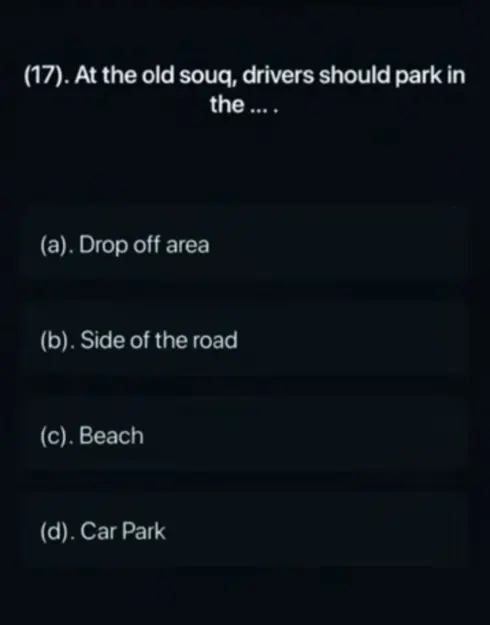 (17). At the old souq, drivers should park in
the ... .
(a). Drop off area
(b). Side of the road
(c). Beach
(d). Car Park